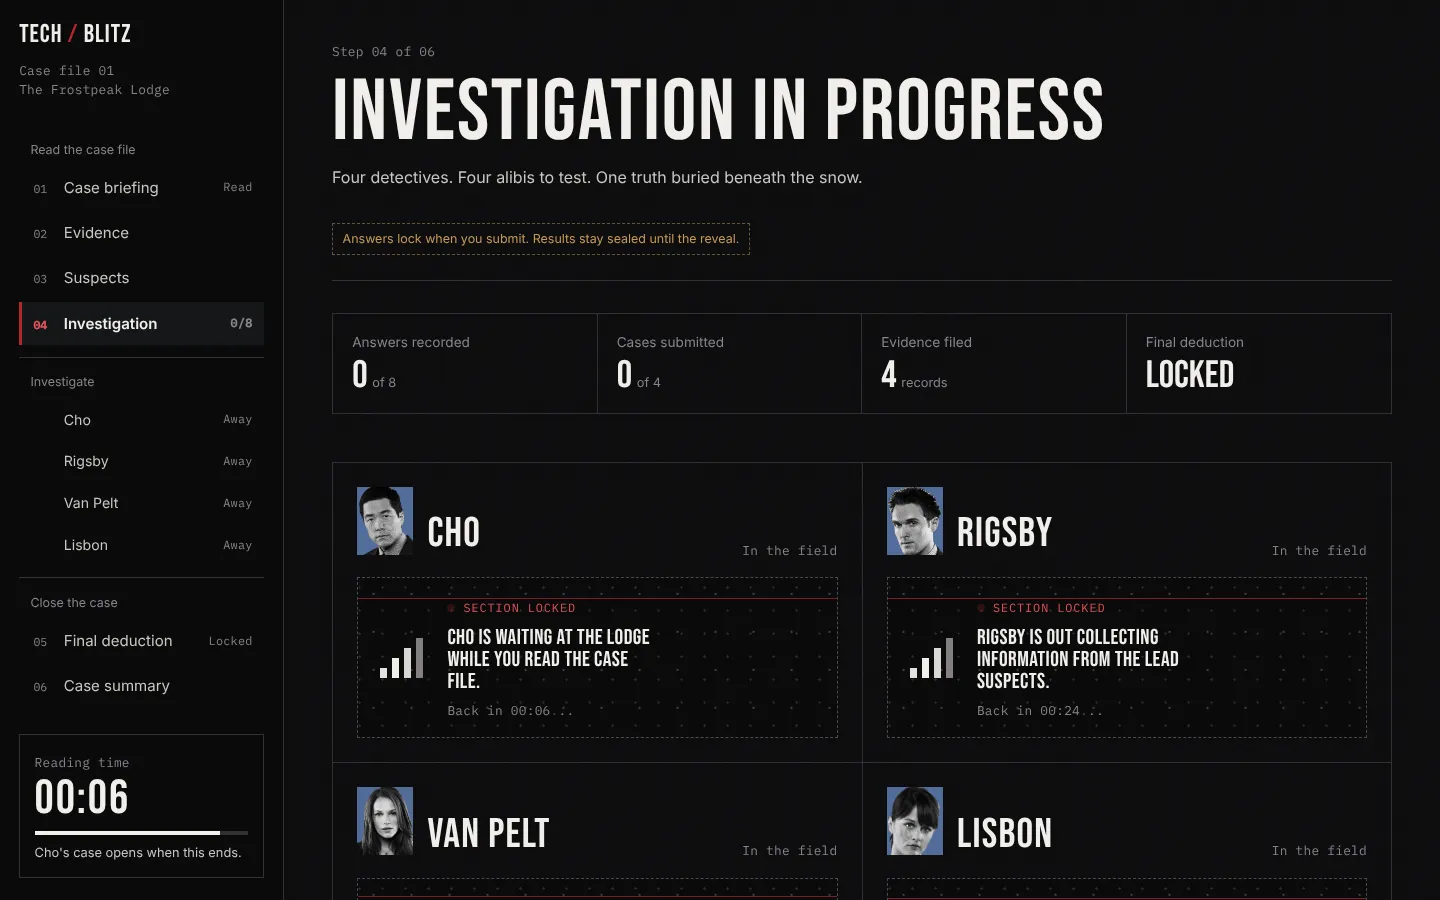 TECH / BLITZ
Case file 01
The Frostpeak Lodge
Read the case file
01 Case briefing Read
02 Evidence
03 Suspects
04 Investigation 0/8
Investigate
Cho Away
Rigsby Away
Van Pelt Away
Lisbon Away
Close the case
05 Final deduction Locked
06 Case summary
Reading time
00:06
Cho's case opens when this ends.
Step 04 of 06
INVESTIGATION IN PROGRESS
Four detectives. Four alibis to test. One truth buried beneath the snow.
Answers lock when you submit. Results stay sealed until the reveal.
Answers recorded
0 of 8
Cases submitted
0 of 4
Evidence filed
4 records
Final deduction
LOCKED
CHO
In the field
SECTION LOCKED
CHO IS WAITING AT THE LODGE
WHILE YOU READ THE CASE
FILE.
Back in 00:06...
RIGSBY
In the field
SECTION LOCKED
RIGSBY IS OUT COLLECTING
INFORMATION FROM THE LEAD
SUSPECTS.
Back in 00:24...
VAN PELT
In the field
LISBON
In the field